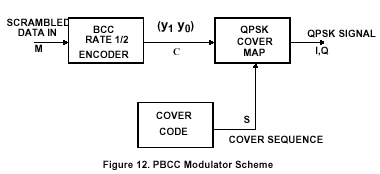 SCRAMBLED
DATA IN
M
BCC
RATE 1/2
ENCODER
(y1 y0)
C
QPSK
COVER
MAP
QPSK SIGNAL
I,Q
COVER
CODE
S
COVER SEQUENCE
Figure 12. PBCC Modulator Scheme